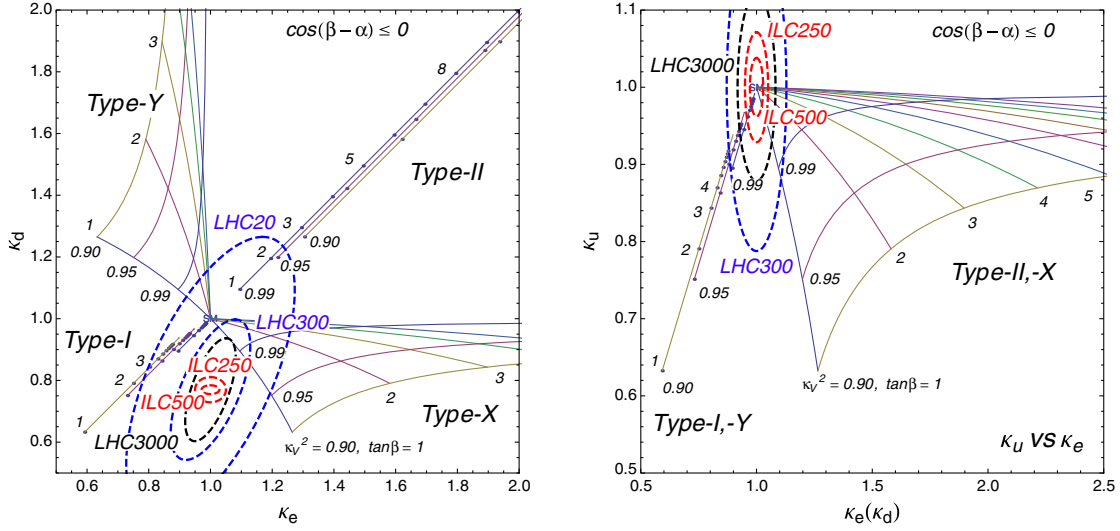 cos(β−α) ≤ 0
2.0
1.8
1.6
1.4
1.2
1.0
0.8
0.6
κd
3
Type-Y
2
1
0.90
0.95
0.99
8
5
Type-II
3
0.90
2
0.95
1
0.99
LHC20
LHC300
SM
Type-I
3
2
1
0.99
ILC250
ILC500
0.95
3
2
Type-X
LHC3000
κV² = 0.90, tanβ = 1
0.6
0.8
1.0
1.2
1.4
1.6
1.8
2.0
κe
cos(β−α) ≤ 0
1.1
1.0
0.9
0.8
0.7
0.6
0.5
κu
ILC250
LHC3000
SM
ILC500
0.99
0.99
4
3
2
0.95
1
0.90
LHC300
0.95
5
4
3
2
Type-II,-X
κV² = 0.90, tanβ = 1
Type-I,-Y
κu vs κe
0.5
1.0
1.5
2.0
2.5
κe(κd)